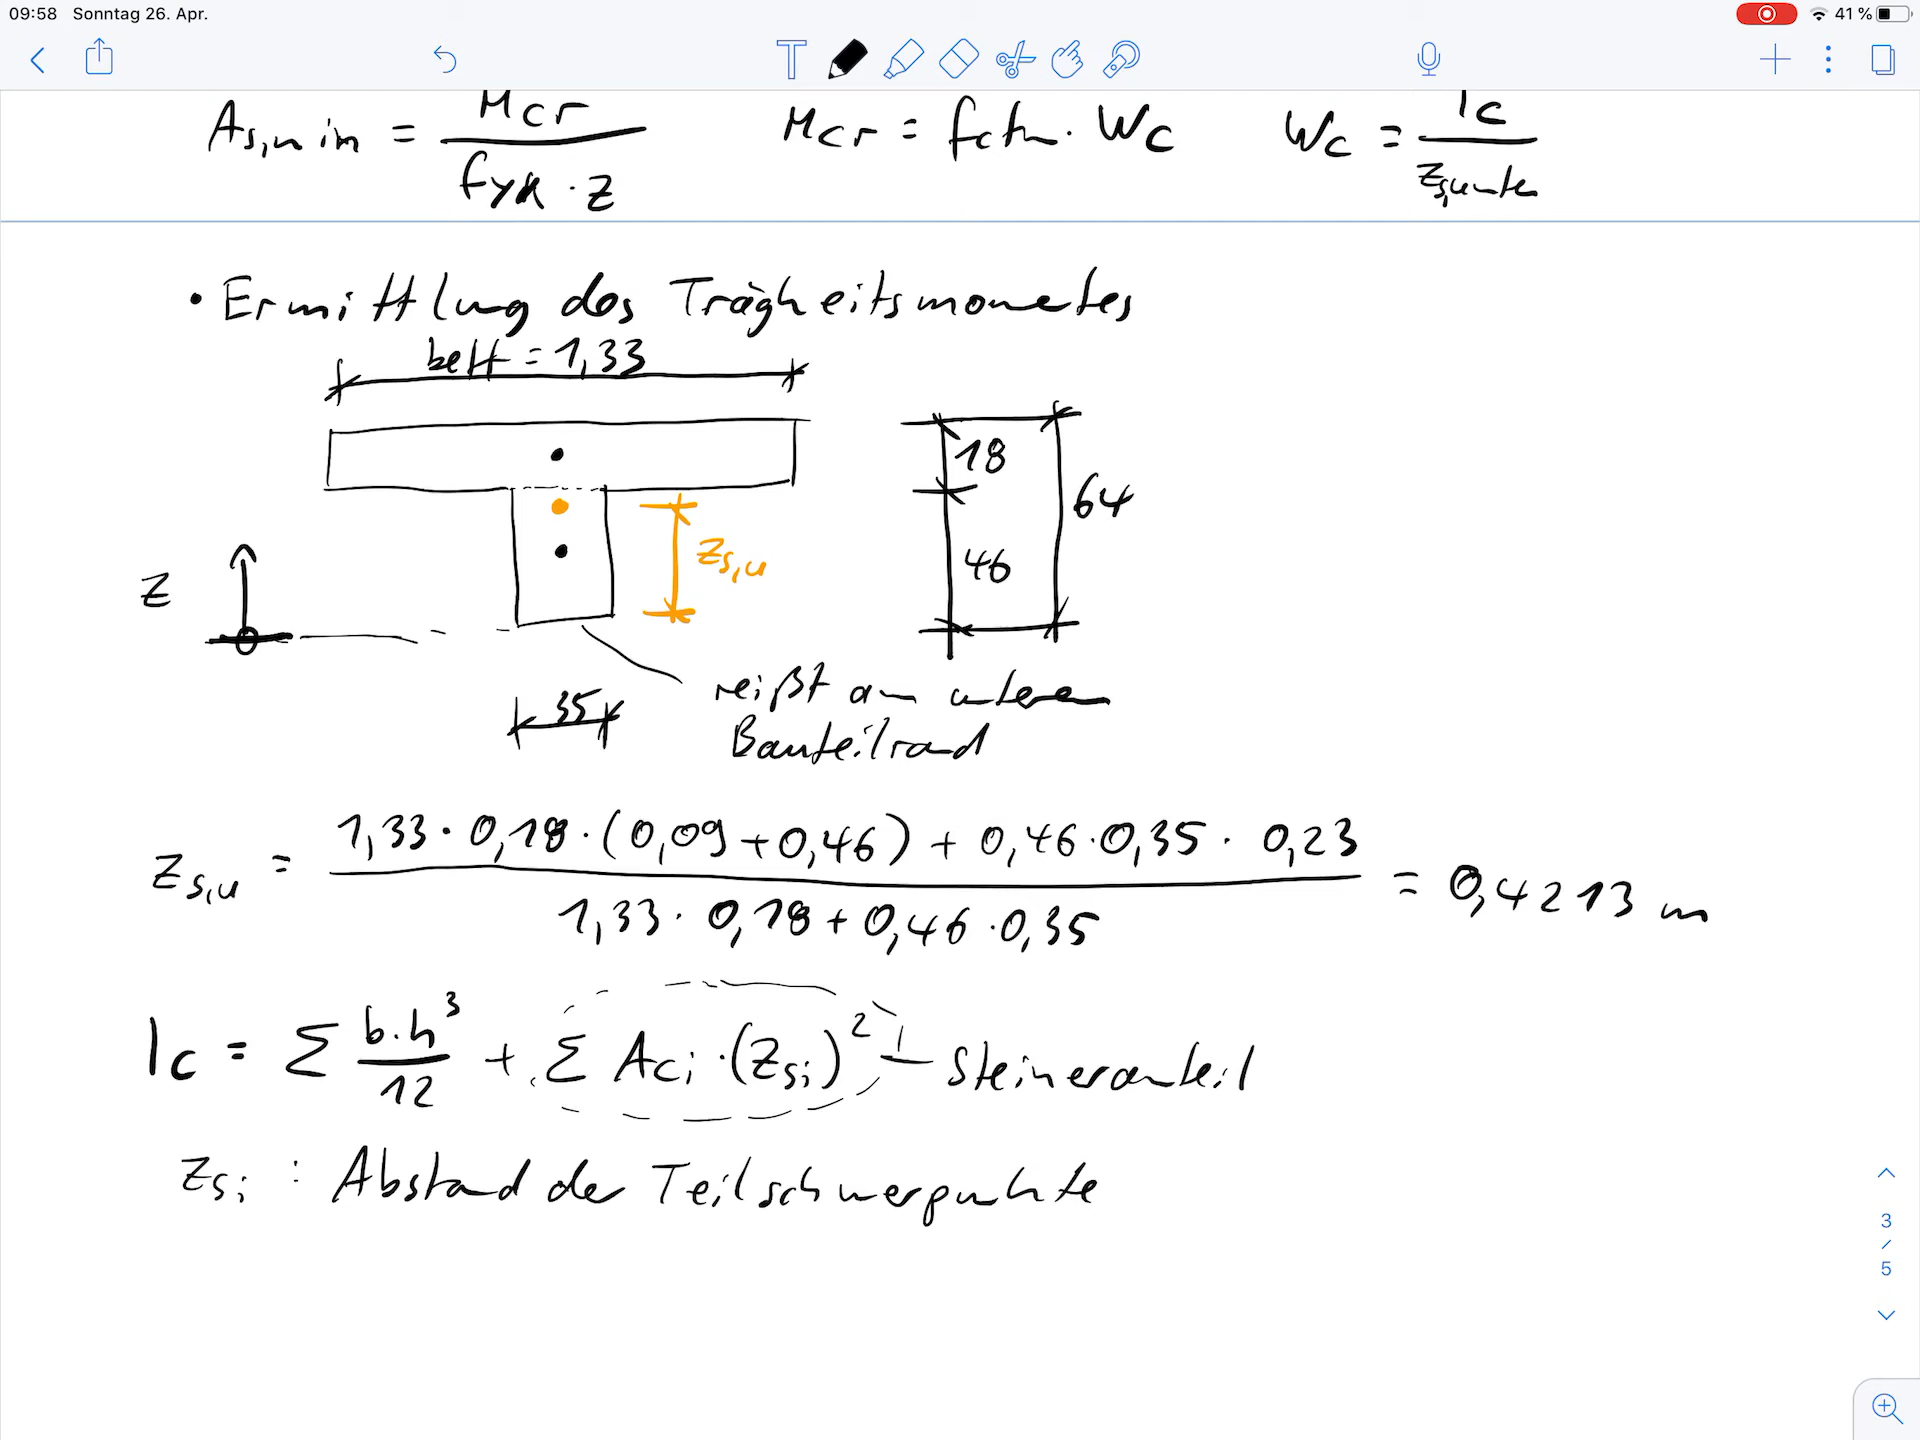 09:58 Sonntag 26. Apr.
41 %
As,min = Mcr / fyk · z Mcr = fctm · Wc Wc = Ic / zs,unten
• Ermittlung des Trägheitsmomentes
beff = 1,33
18
64
46
zs,u
z
35
reißt am unteren
Bauteilrand
zs,u = (1,33 · 0,18 · (0,09 + 0,46) + 0,46 · 0,35 · 0,23) / (1,33 · 0,18 + 0,46 · 0,35) = 0,4213 m
Ic = Σ b·h³ / 12 + Σ Aci · (zsi)² Steineranteil
zsi : Abstand der Teilschwerpunkte
3
/
5